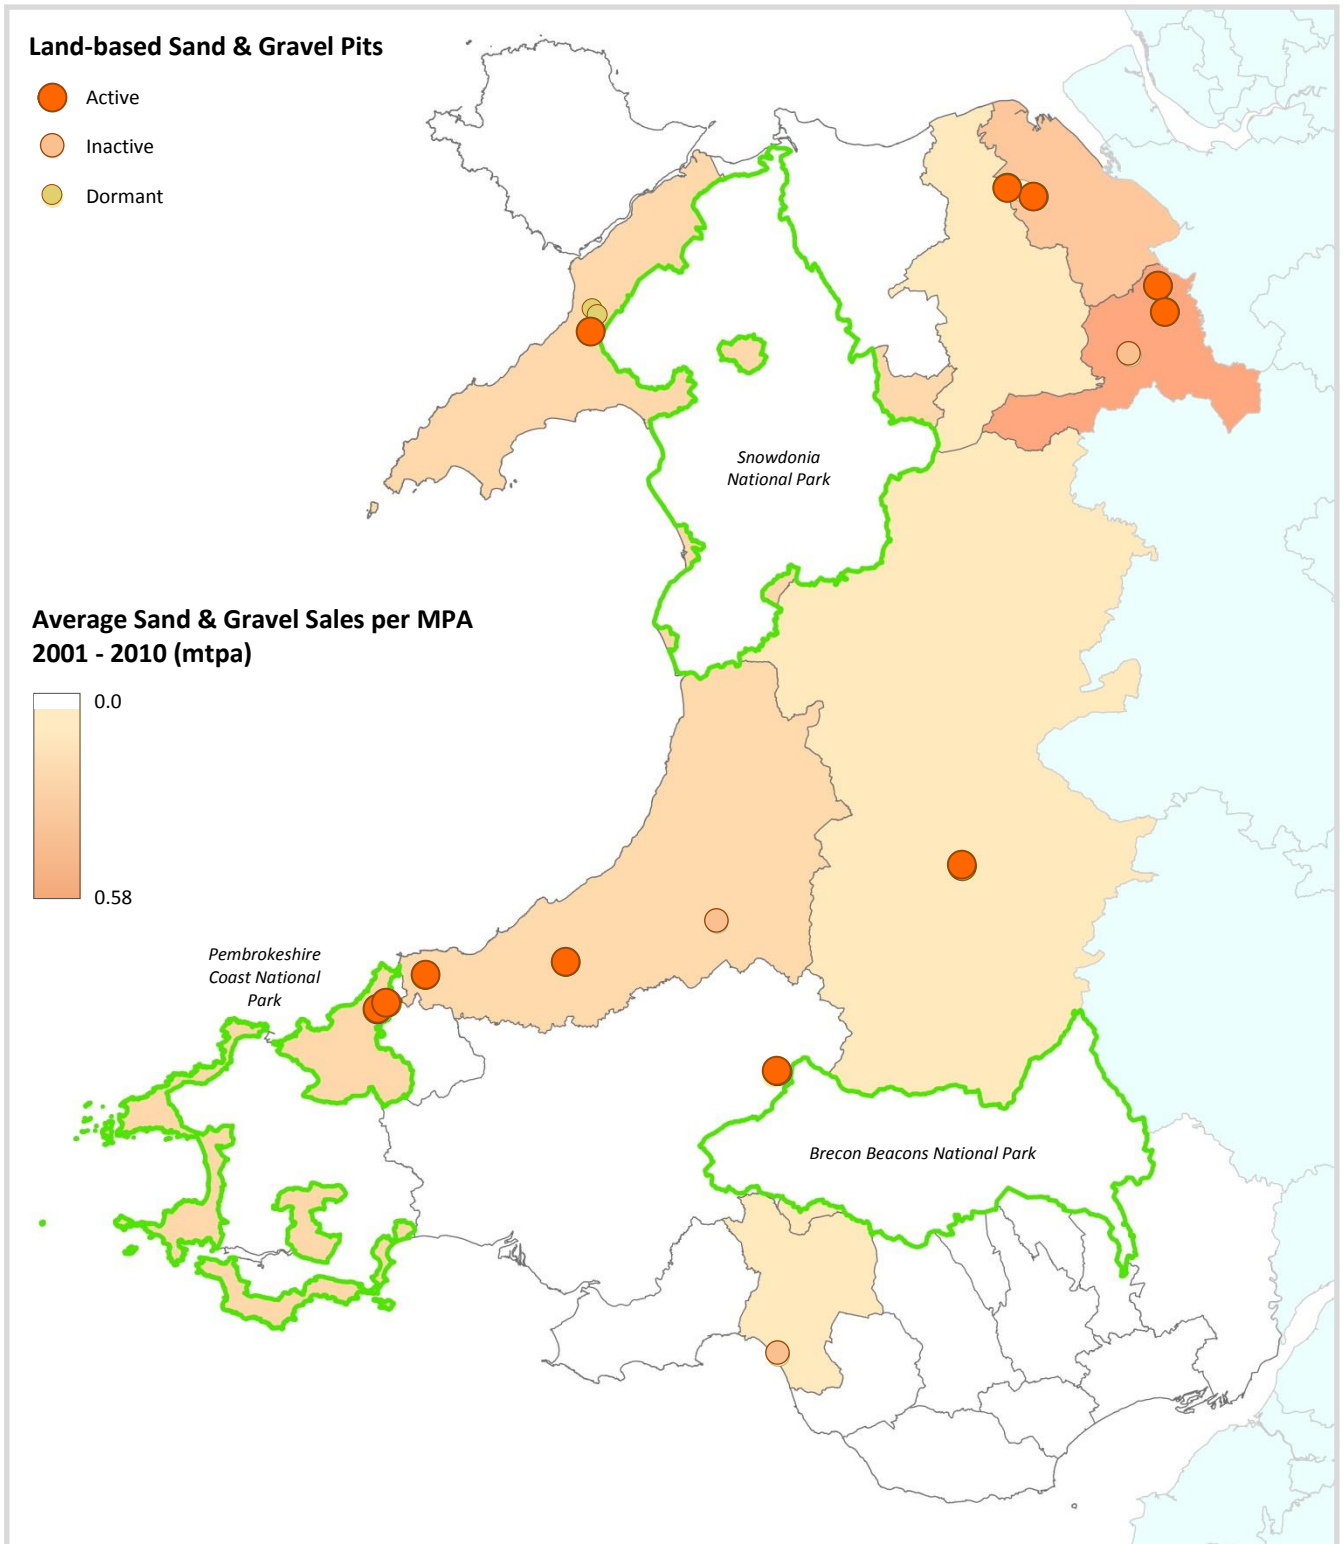 Land-based Sand & Gravel Pits
Active
Inactive
Dormant
Snowdonia
National Park
Average Sand & Gravel Sales per MPA
2001 - 2010 (mtpa)
0.0
0.58
Pembrokeshire
Coast National
Park
Brecon Beacons National Park